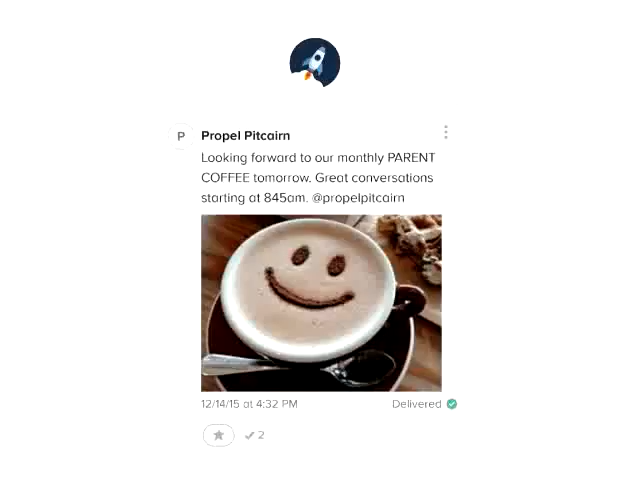 P
Propel Pitcairn
Looking forward to our monthly PARENT
COFFEE tomorrow. Great conversations
starting at 845am. @propelpitcairn
12/14/15 at 4:32 PM
Delivered
2